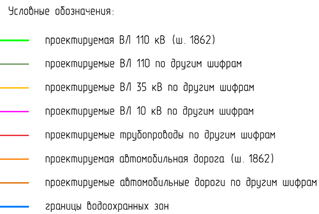 Условные обозначения:
проектируемая ВЛ 110 кВ (ш. 1862)
проектируемые ВЛ 110 по другим шифрам
проектируемые ВЛ 35 кВ по другим шифрам
проектируемые ВЛ 10 кВ по другим шифрам
проектируемые трубопроводы по другим шифрам
проектируемая автомобильная дорога (ш. 1862)
проектируемые автомобильные дороги по другим шифрам
границы водоохранных зон